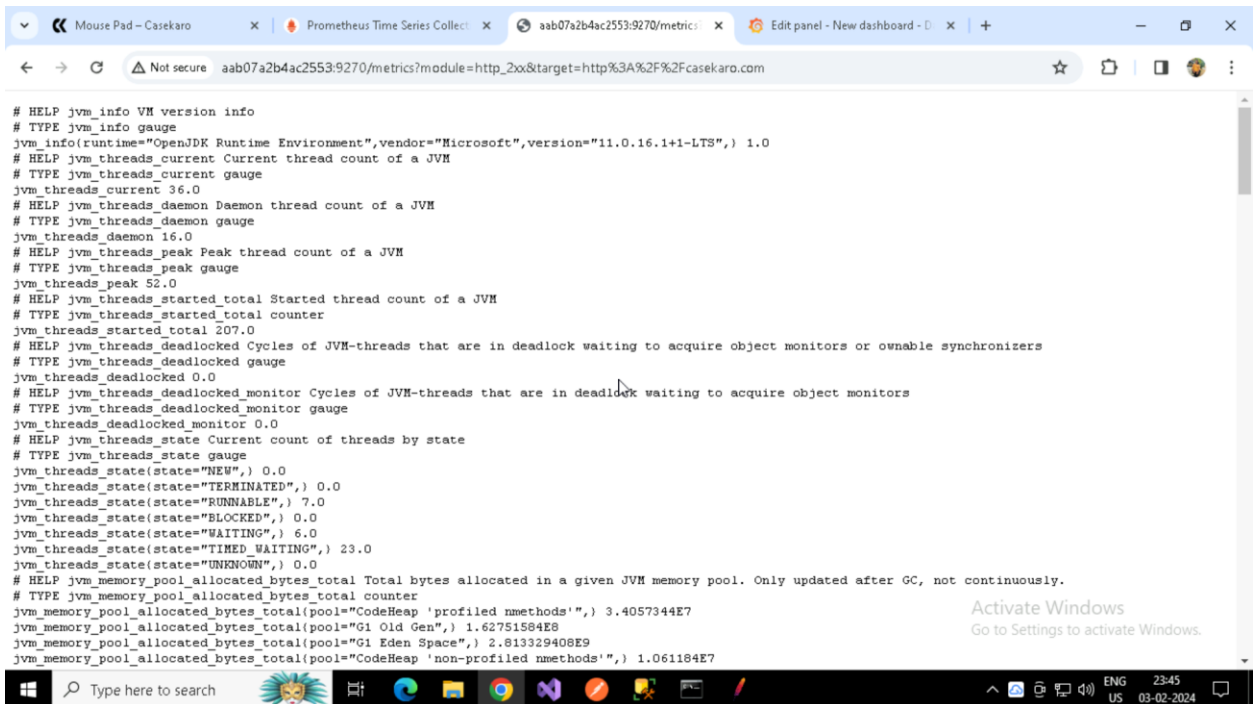 Mouse Pad – Casekaro
Prometheus Time Series Collect
aab07a2b4ac2553:9270/metrics
Edit panel - New dashboard - D
Not secure
aab07a2b4ac2553:9270/metrics?module=http_2xx&target=http%3A%2F%2Fcasekaro.com
# HELP jvm_info VM version info
# TYPE jvm_info gauge
jvm_info{runtime="OpenJDK Runtime Environment",vendor="Microsoft",version="11.0.16.1+1-LTS",} 1.0
# HELP jvm_threads_current Current thread count of a JVM
# TYPE jvm_threads_current gauge
jvm_threads_current 36.0
# HELP jvm_threads_daemon Daemon thread count of a JVM
# TYPE jvm_threads_daemon gauge
jvm_threads_daemon 16.0
# HELP jvm_threads_peak Peak thread count of a JVM
# TYPE jvm_threads_peak gauge
jvm_threads_peak 52.0
# HELP jvm_threads_started_total Started thread count of a JVM
# TYPE jvm_threads_started_total counter
jvm_threads_started_total 207.0
# HELP jvm_threads_deadlocked Cycles of JVM-threads that are in deadlock waiting to acquire object monitors or ownable synchronizers
# TYPE jvm_threads_deadlocked gauge
jvm_threads_deadlocked 0.0
# HELP jvm_threads_deadlocked_monitor Cycles of JVM-threads that are in deadlock waiting to acquire object monitors
# TYPE jvm_threads_deadlocked_monitor gauge
jvm_threads_deadlocked_monitor 0.0
# HELP jvm_threads_state Current count of threads by state
# TYPE jvm_threads_state gauge
jvm_threads_state{state="NEW",} 0.0
jvm_threads_state{state="TERMINATED",} 0.0
jvm_threads_state{state="RUNNABLE",} 7.0
jvm_threads_state{state="BLOCKED",} 0.0
jvm_threads_state{state="WAITING",} 6.0
jvm_threads_state{state="TIMED_WAITING",} 23.0
jvm_threads_state{state="UNKNOWN",} 0.0
# HELP jvm_memory_pool_allocated_bytes_total Total bytes allocated in a given JVM memory pool. Only updated after GC, not continuously.
# TYPE jvm_memory_pool_allocated_bytes_total counter
jvm_memory_pool_allocated_bytes_total{pool="CodeHeap 'profiled nmethods'",} 3.4057344E7
jvm_memory_pool_allocated_bytes_total{pool="G1 Old Gen",} 1.62751584E8
jvm_memory_pool_allocated_bytes_total{pool="G1 Eden Space",} 2.813329408E9
jvm_memory_pool_allocated_bytes_total{pool="CodeHeap 'non-profiled nmethods'",} 1.061184E7
Activate Windows
Go to Settings to activate Windows.
Type here to search
ENG
US
23:45
03-02-2024